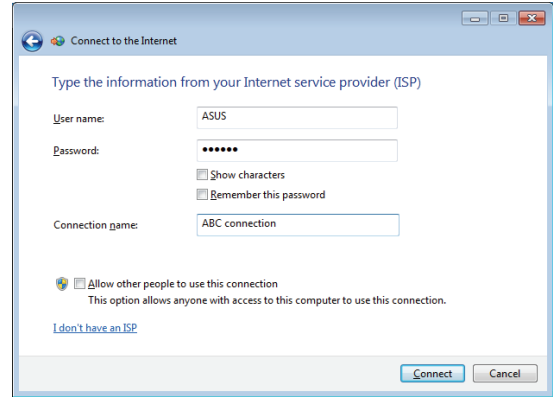 Connect to the Internet
Type the information from your Internet service provider (ISP)
User name: ASUS
Password: ••••••
Show characters
Remember this password
Connection name: ABC connection
Allow other people to use this connection
This option allows anyone with access to this computer to use this connection.
I don't have an ISP
Connect Cancel